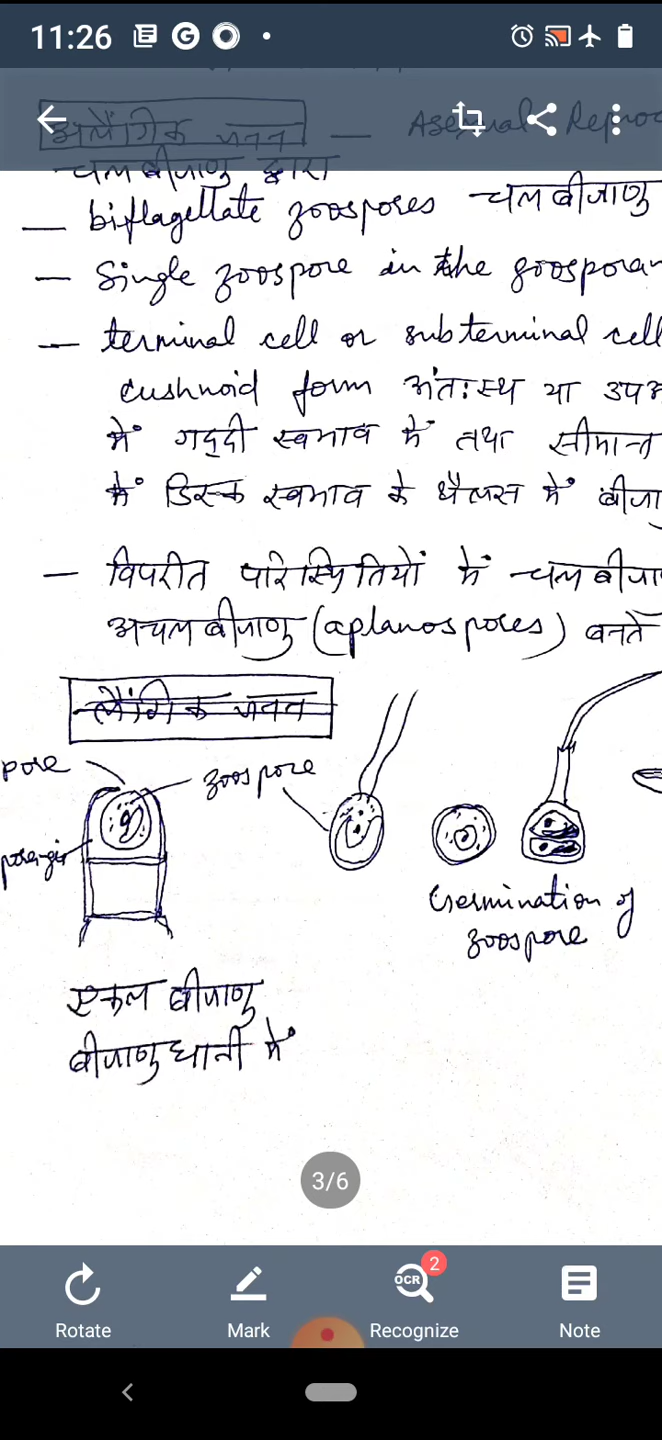 11:26
अलैंगिक जनन — Asexual Reproc
चलबीजाणु द्वारा
— biflagellate zoospores चलबीजाणु
— Single zoospore in the zoosporan
— terminal cell or subterminal cell
cushnoid form अंतःस्थ या उपअ
में गद्दी स्वभाव में तथा सीमान्त
में डिस्क स्वभाव के थैलस में बीजा
— विपरीत परिस्थितियों में चलबीजा
अचलबीजाणु (aplanospores) बनते
लैंगिक जनन
pore
zoospore
Germination of
zoospore
एकल बीजाणु
बीजाणुधानी में
3/6
OCR 2
Rotate Mark Recognize Note